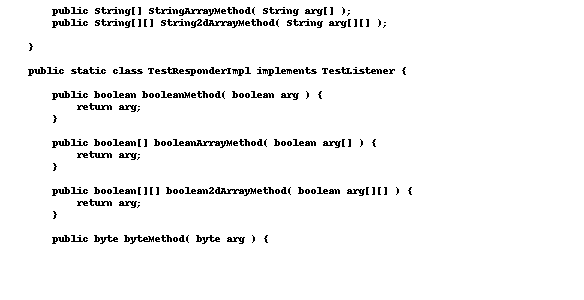 public String[] StringArrayMethod( String arg[] );
public String[][] String2dArrayMethod( String arg[][] );
}
public static class TestResponderImpl implements TestListener {
public boolean booleanMethod( boolean arg ) {
return arg;
}
public boolean[] booleanArrayMethod( boolean arg[] ) {
return arg;
}
public boolean[][] boolean2dArrayMethod( boolean arg[][] ) {
return arg;
}
public byte byteMethod( byte arg ) {